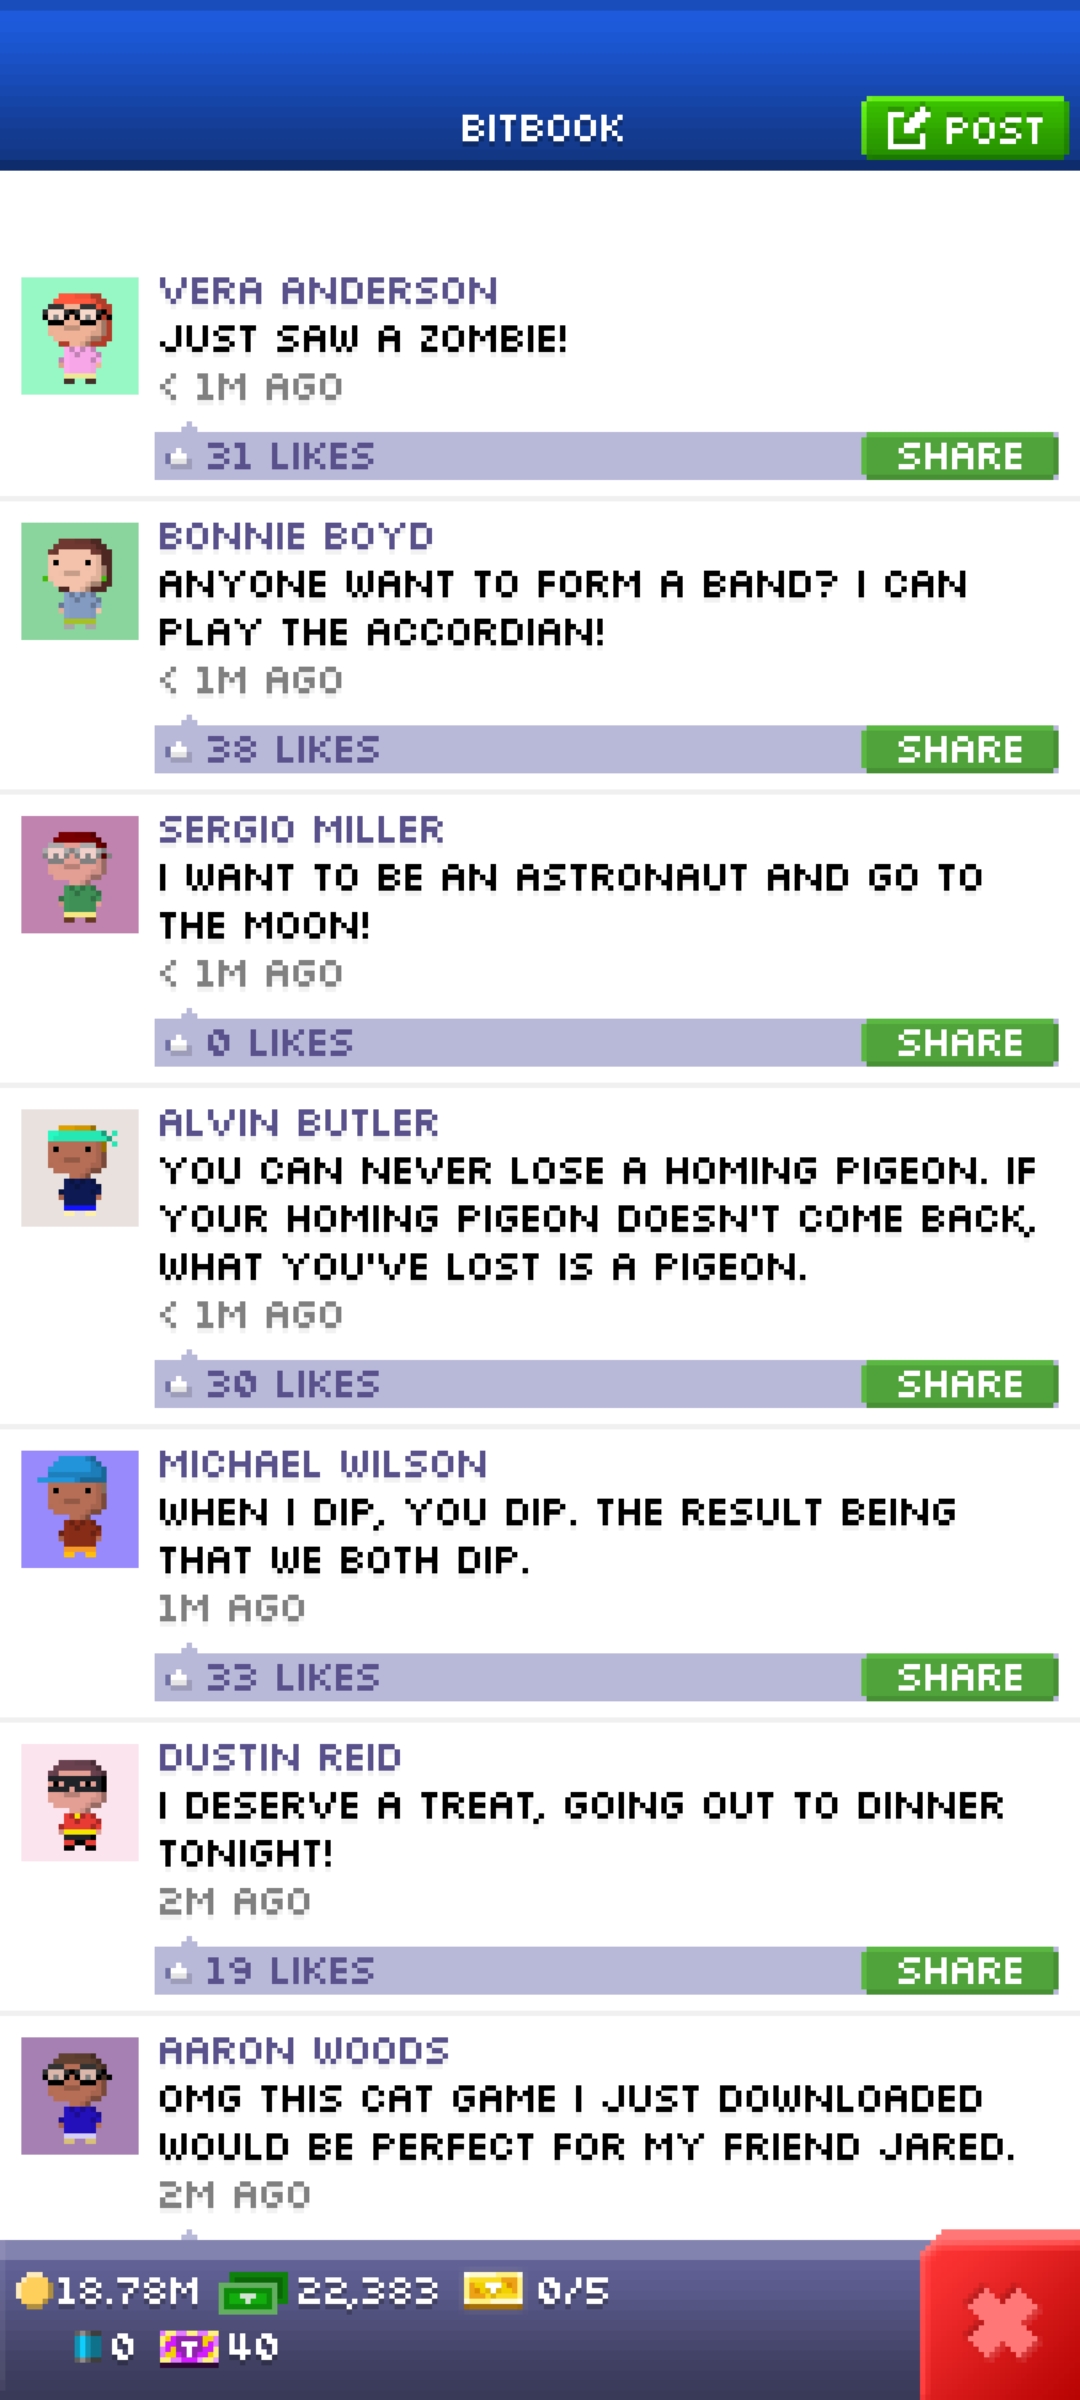 BITBOOK
POST
VERA ANDERSON
JUST SAW A ZOMBIE!
< 1M AGO
31 LIKES
SHARE
BONNIE BOYD
ANYONE WANT TO FORM A BAND? I CAN
PLAY THE ACCORDIAN!
< 1M AGO
38 LIKES
SHARE
SERGIO MILLER
I WANT TO BE AN ASTRONAUT AND GO TO
THE MOON!
< 1M AGO
0 LIKES
SHARE
ALVIN BUTLER
YOU CAN NEVER LOSE A HOMING PIGEON. IF
YOUR HOMING PIGEON DOESN'T COME BACK,
WHAT YOU'VE LOST IS A PIGEON.
< 1M AGO
30 LIKES
SHARE
MICHAEL WILSON
WHEN I DIP, YOU DIP. THE RESULT BEING
THAT WE BOTH DIP.
1M AGO
33 LIKES
SHARE
DUSTIN REID
I DESERVE A TREAT, GOING OUT TO DINNER
TONIGHT!
2M AGO
19 LIKES
SHARE
AARON WOODS
OMG THIS CAT GAME I JUST DOWNLOADED
WOULD BE PERFECT FOR MY FRIEND JARED.
2M AGO
18.78M 22,383 0/5
0 T 40